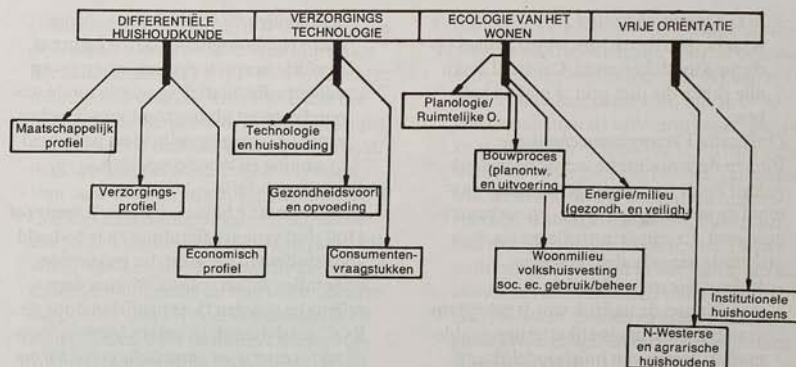 DIFFERENTIËLE
HUISHOUDKUNDE
VERZORGINGS
TECHNOLOGIE
ECOLOGIE VAN HET
WONEN
VRIJE ORIËNTATIE
Maatschappelijk
profiel
Verzorgings-
profiel
Economisch
profiel
Technologie
en huishouding
Gezondheidsvoorl.
en opvoeding
Consumenten-
vraagstukken
Planologie/
Ruimtelijke O.
Bouwproces
(planontw.
en uitvoering
Energie/milieu
(gezondh. en veiligh.)
Woonmilieu
volkshuisvesting
soc. ec. gebruik/beheer
Institutionele
huishoudens
N-Westerse
en agrarische
huishoudens